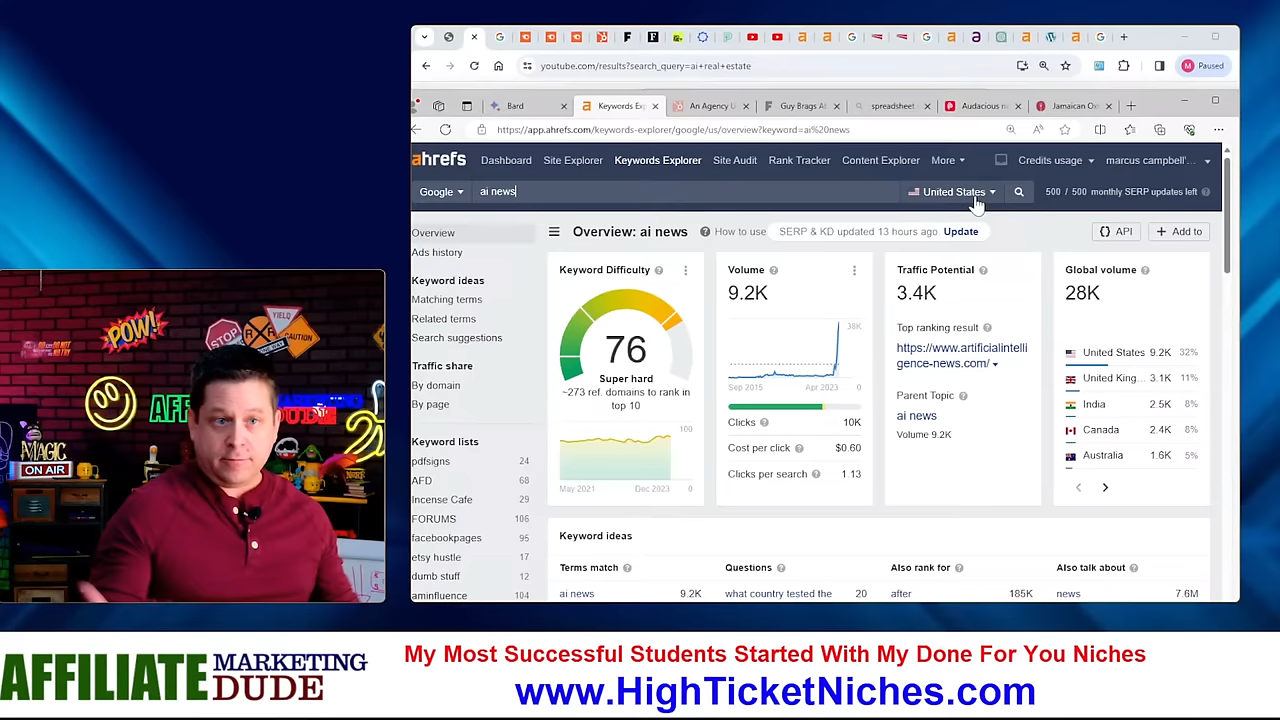 youtube.com/results?search_query=ai+real+estate
M Paused
Bard
Keywords Exp
An Agency U
Guy Brags A
spreadsheet
Audacious n
Jamaican Ox
https://app.ahrefs.com/keywords-explorer/google/us/overview?keyword=ai%20news
ahrefs Dashboard Site Explorer Keywords Explorer Site Audit Rank Tracker Content Explorer More Credits usage marcus campbell'...
Google ai news United States 500 / 500 monthly SERP updates left
Overview
Ads history
Keyword ideas
Matching terms
Related terms
Search suggestions
Traffic share
By domain
By page
Keyword lists
pdfsigns 24
AFD 68
Incense Cafe 29
FORUMS 106
facebookpages 95
etsy hustle 17
dumb stuff 12
aminfluence 104
Overview: ai news How to use SERP & KD updated 13 hours ago Update
{} API + Add to
Keyword Difficulty
76
Super hard
~273 ref. domains to rank in
top 10
100
May 2021 Dec 2023 0
Volume
9.2K
38K
Sep 2015 Apr 2023 0
Clicks 10K
Cost per click $0.60
Clicks per search 1.13
Traffic Potential
3.4K
Top ranking result
https://www.artificialintelli
gence-news.com/
Parent Topic
ai news
Volume 9.2K
Global volume
28K
United States 9.2K 32%
United King... 3.1K 11%
India 2.5K 8%
Canada 2.4K 8%
Australia 1.6K 5%
Keyword ideas
Terms match Questions Also rank for Also talk about
ai news 9.2K what country tested the 20 after 185K news 7.6M
POW!
STOP
R R
YIELD
CAUTION
MAGIC
ON AIR
AFFILIATE
MARKETING
DUDE
My Most Successful Students Started With My Done For You Niches
www.HighTicketNiches.com